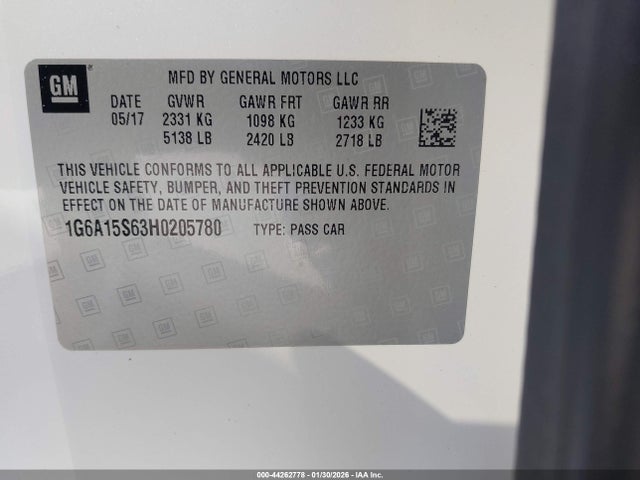 GM
MFD BY GENERAL MOTORS LLC
DATE GVWR GAWR FRT GAWR RR
05/17 2331 KG 1098 KG 1233 KG
5138 LB 2420 LB 2718 LB
THIS VEHICLE CONFORMS TO ALL APPLICABLE U.S. FEDERAL MOTOR
VEHICLE SAFETY, BUMPER, AND THEFT PREVENTION STANDARDS IN
EFFECT ON THE DATE OF MANUFACTURE SHOWN ABOVE.
1G6A15S63H0205780 TYPE: PASS CAR
000-44262778 - 01/30/2026 - IAA Inc.